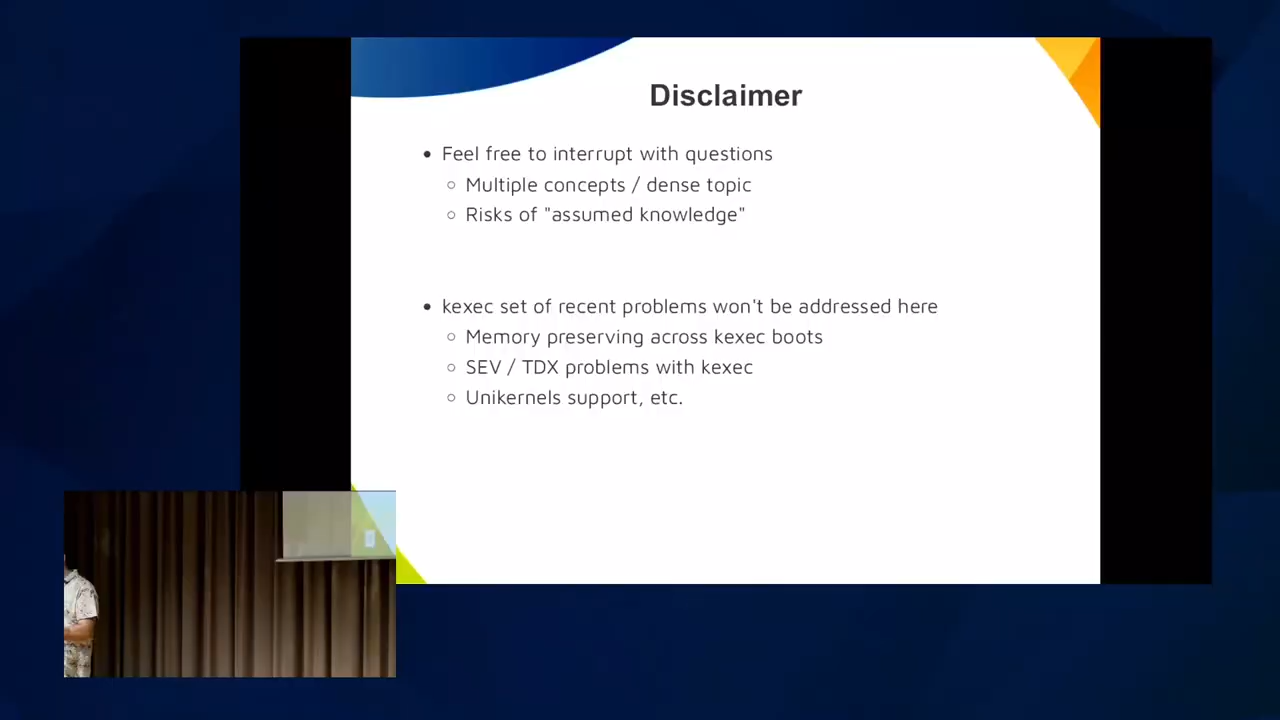 Disclaimer
• Feel free to interrupt with questions
○ Multiple concepts / dense topic
○ Risks of "assumed knowledge"
• kexec set of recent problems won't be addressed here
○ Memory preserving across kexec boots
○ SEV / TDX problems with kexec
○ Unikernels support, etc.